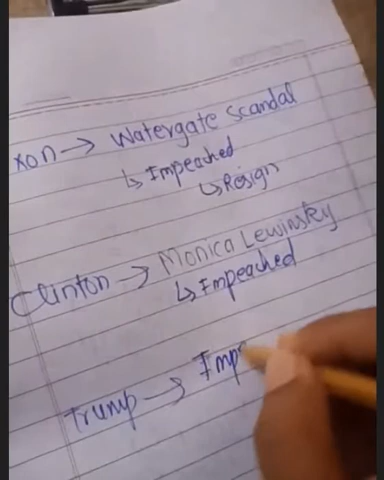 xon → Watergate Scandal
↳ Impeached
↳ Resign
Clinton → Monica Lewinsky
↳ Impeached
Trump → Imp